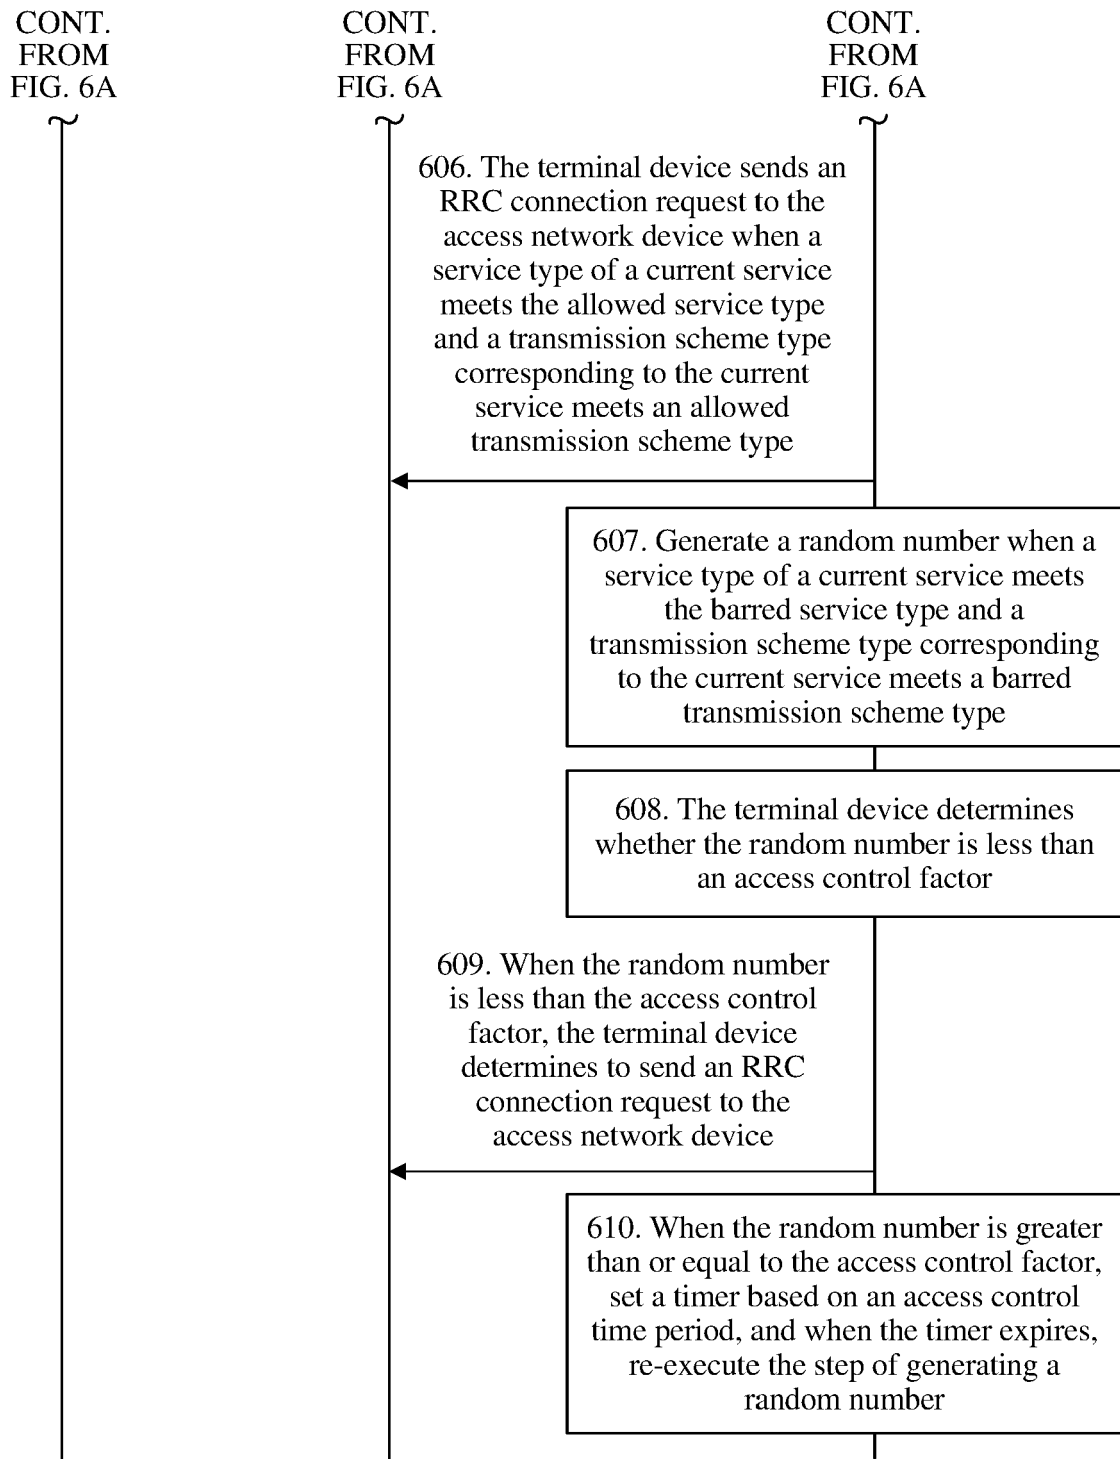 CONT.
FROM
FIG. 6A
CONT.
FROM
FIG. 6A
CONT.
FROM
FIG. 6A
606. The terminal device sends an
RRC connection request to the
access network device when a
service type of a current service
meets the allowed service type
and a transmission scheme type
corresponding to the current
service meets an allowed
transmission scheme type
607. Generate a random number when a
service type of a current service meets
the barred service type and a
transmission scheme type corresponding
to the current service meets a barred
transmission scheme type
608. The terminal device determines
whether the random number is less than
an access control factor
609. When the random number
is less than the access control
factor, the terminal device
determines to send an RRC
connection request to the
access network device
610. When the random number is greater
than or equal to the access control factor,
set a timer based on an access control
time period, and when the timer expires,
re-execute the step of generating a
random number